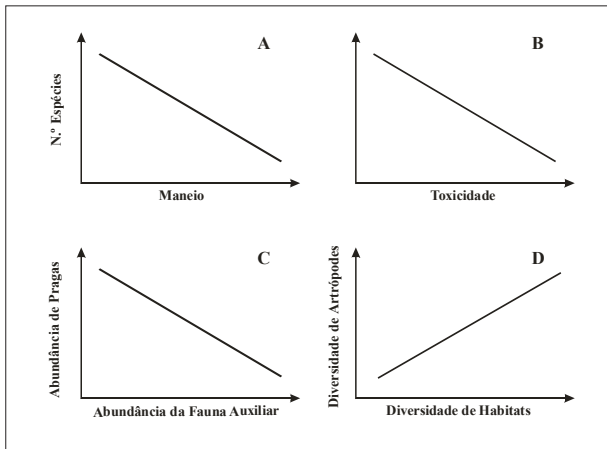 A
N.º Espécies
Maneio
B
Toxicidade
C
Abundância de Pragas
Abundância da Fauna Auxiliar
D
Diversidade de Artrópodes
Diversidade de Habitats